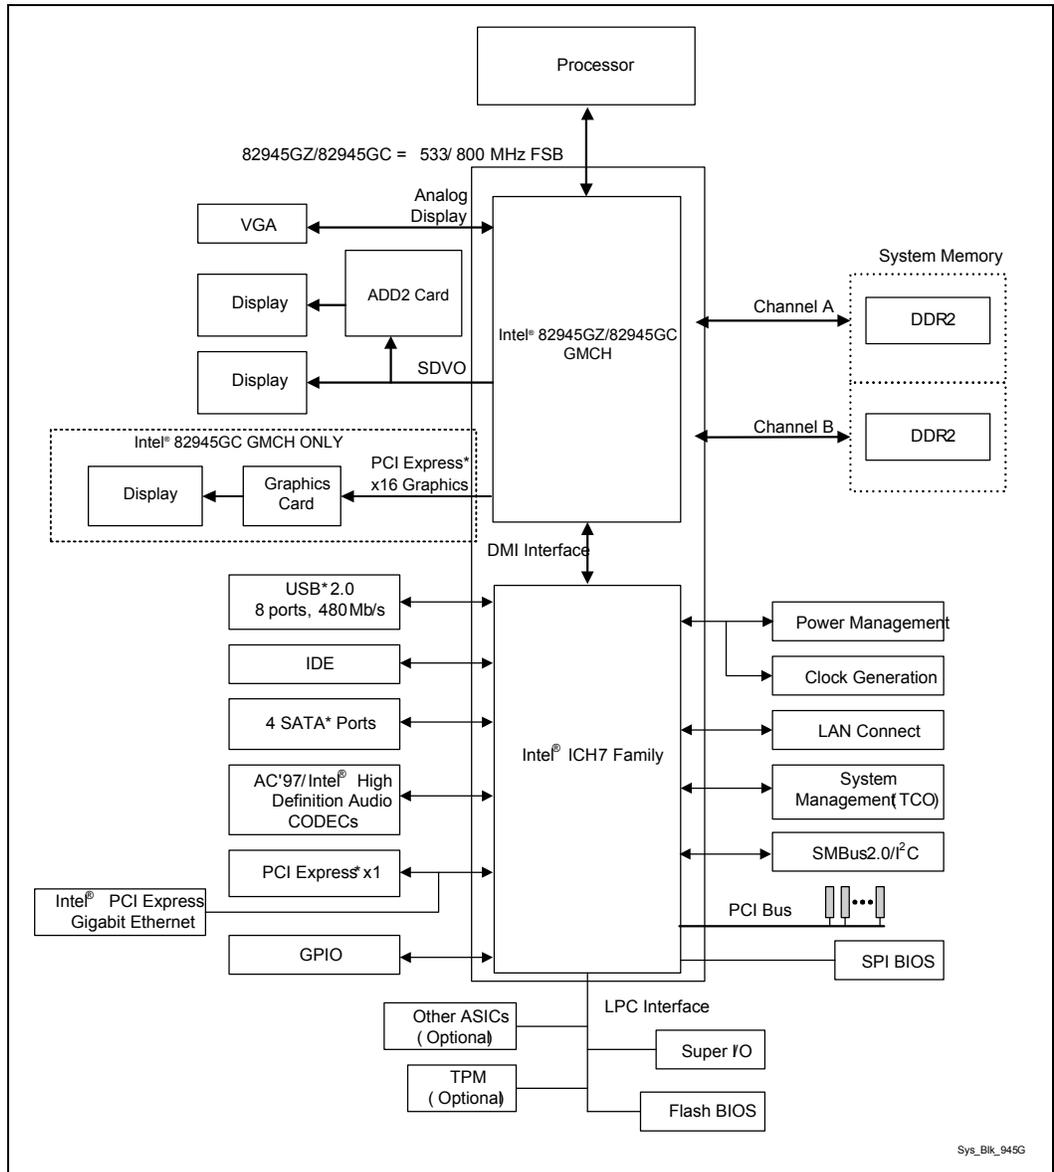 Processor
82945GZ/82945GC = 533/ 800 MHz FSB
Analog
Display
VGA
System Memory
ADD2 Card
Display
Channel A
DDR2
Intel® 82945GZ/82945GC
GMCH
SDVO
Display
Channel B
DDR2
Intel® 82945GC GMCH ONLY
PCI Express*
x16 Graphics
Display
Graphics
Card
DMI Interface
USB* 2.0
8 ports, 480 Mb/s
Power Management
IDE
Clock Generation
4 SATA* Ports
LAN Connect
Intel® ICH7 Family
AC'97/Intel® High
Definition Audio
CODECs
System
Management (TCO)
SMBus2.0/I²C
PCI Express* x1
Intel® PCI Express
Gigabit Ethernet
PCI Bus
GPIO
SPI BIOS
LPC Interface
Other ASICs
( Optional)
Super I/O
TPM
( Optional)
Flash BIOS
Sys_Blk_945G